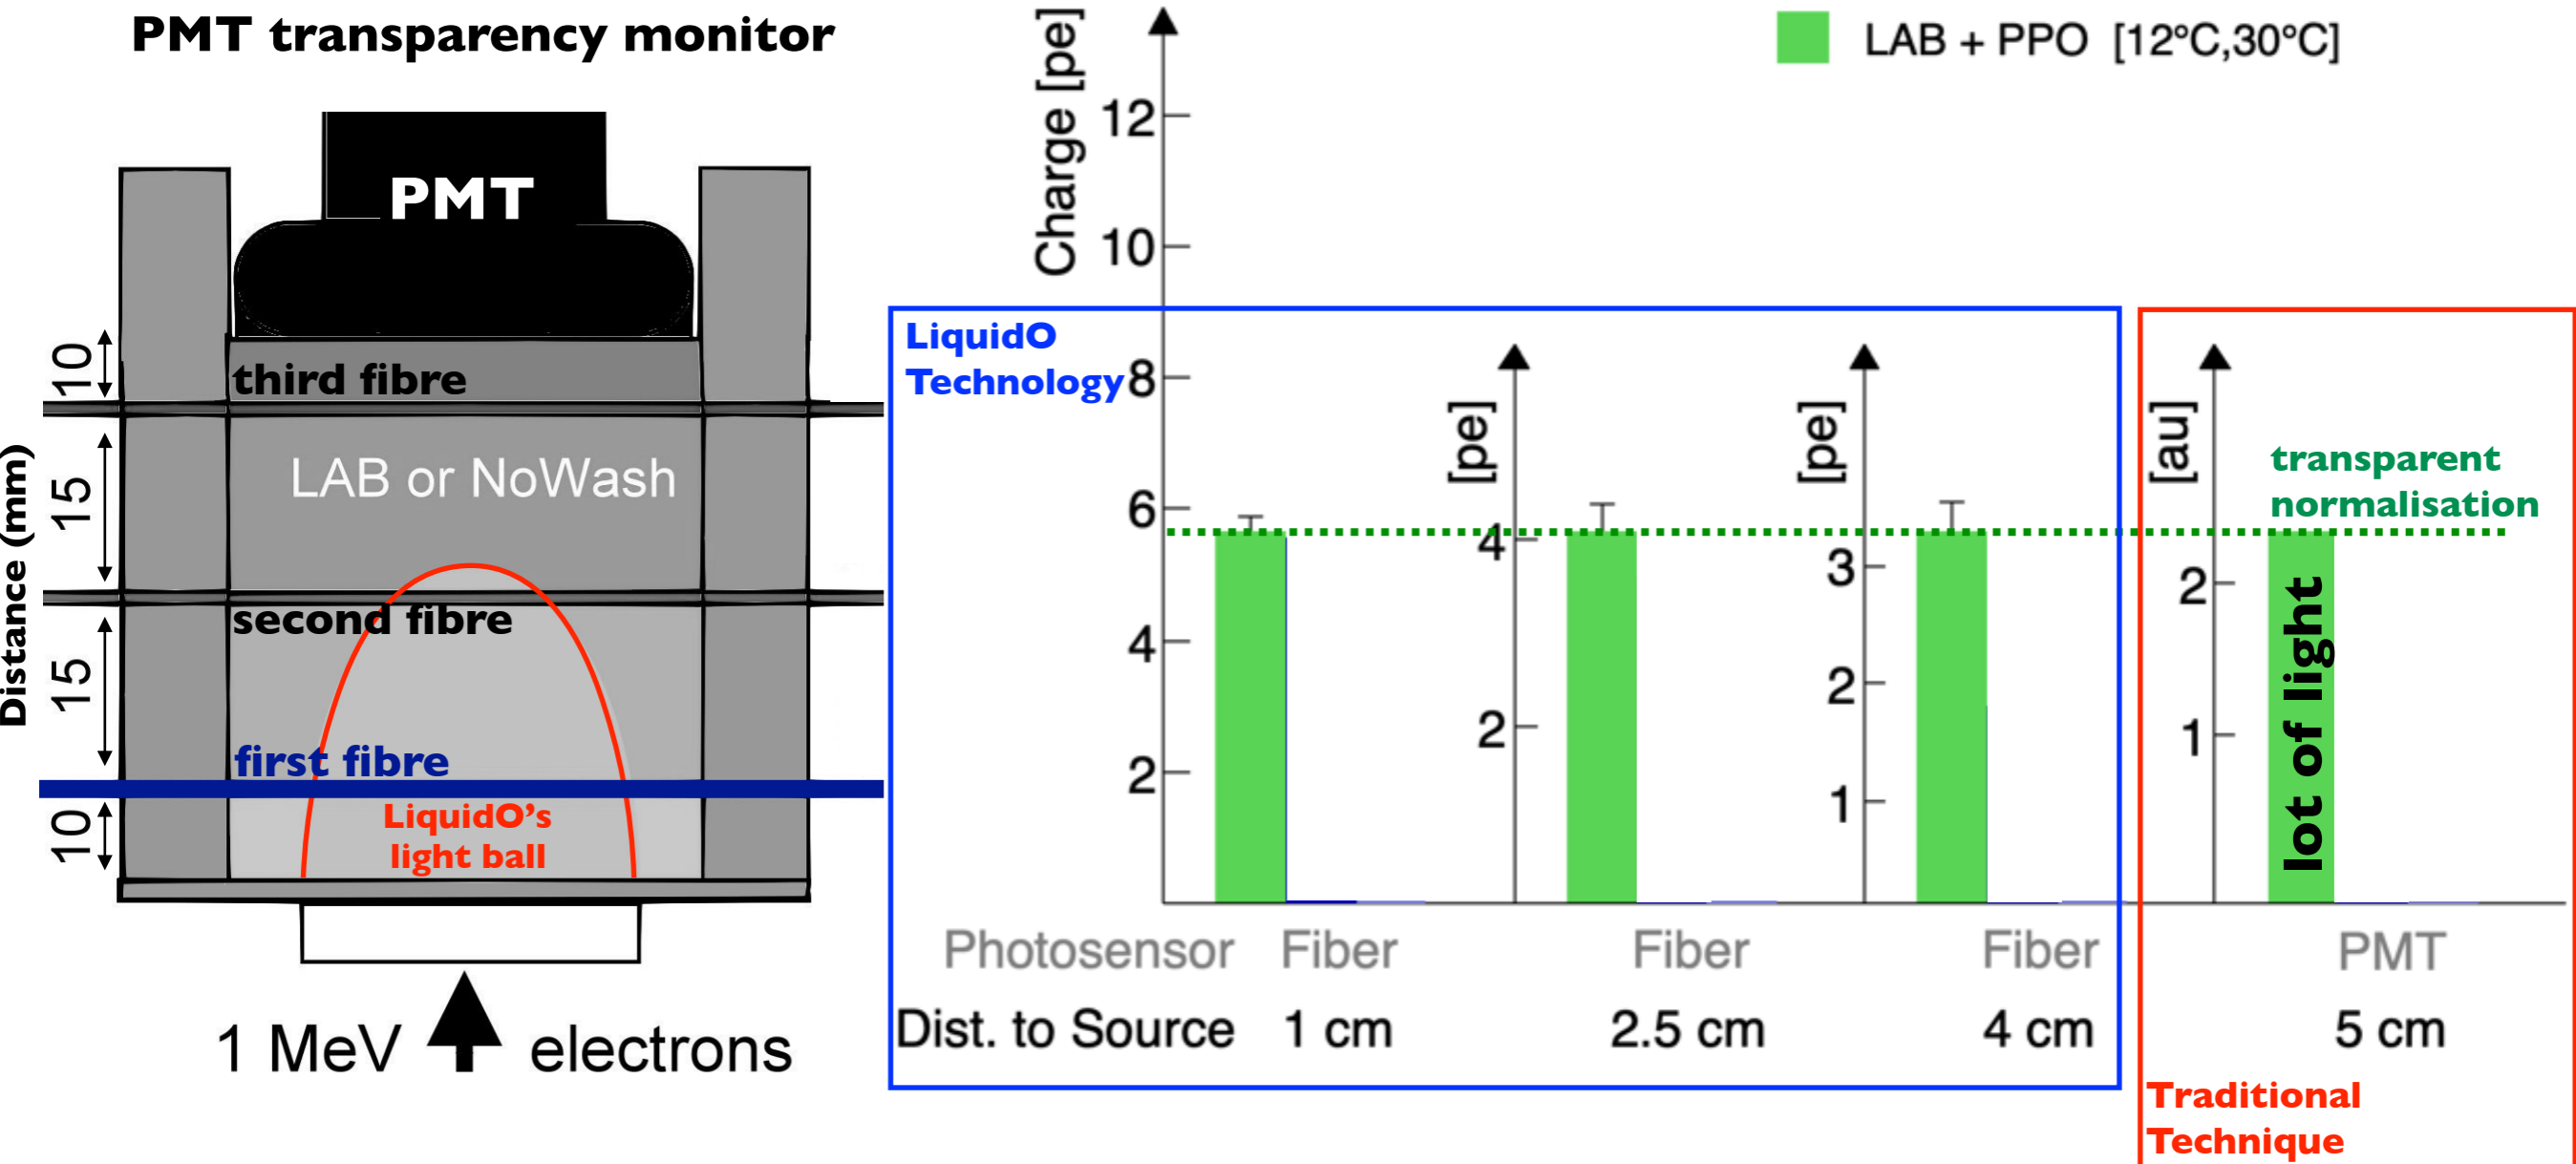 PMT transparency monitor
PMT
third fibre
LAB or NoWash
second fibre
first fibre
LiquidO's
light ball
Distance (mm)
10
15
15
10
1 MeV electrons
LAB + PPO [12°C,30°C]
Charge [pe]
12
10
8
6
4
2
LiquidO
Technology
[pe]
4
2
[pe]
3
2
1
[au]
2
1
transparent
normalisation
lot of light
Photosensor Fiber Fiber Fiber PMT
Dist. to Source 1 cm 2.5 cm 4 cm 5 cm
Traditional
Technique